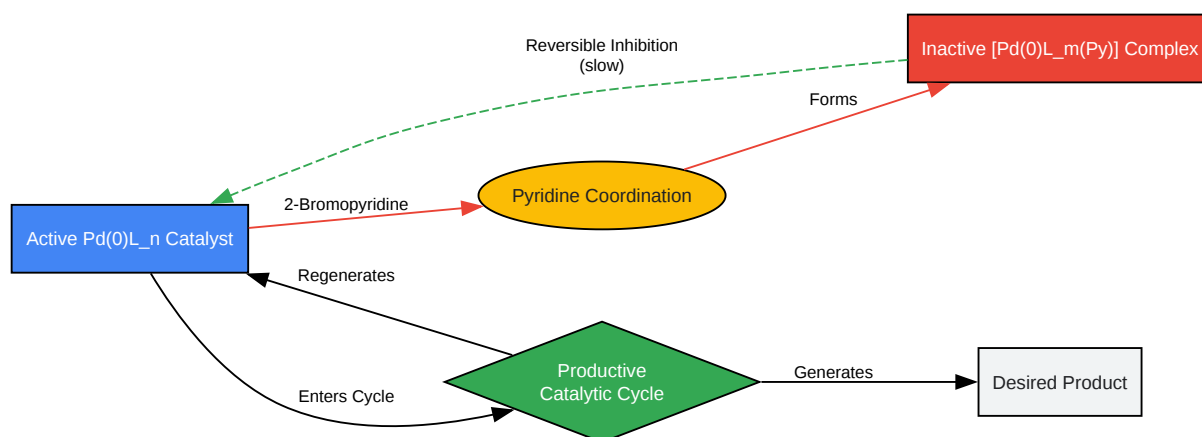 Reversible Inhibition
(slow)
Inactive [Pd(0)L_m(Py)] Complex
Forms
2-Bromopyridine
Pyridine Coordination
Active Pd(0)L_n Catalyst
Regenerates
Enters Cycle
Productive
Catalytic Cycle
Generates
Desired Product